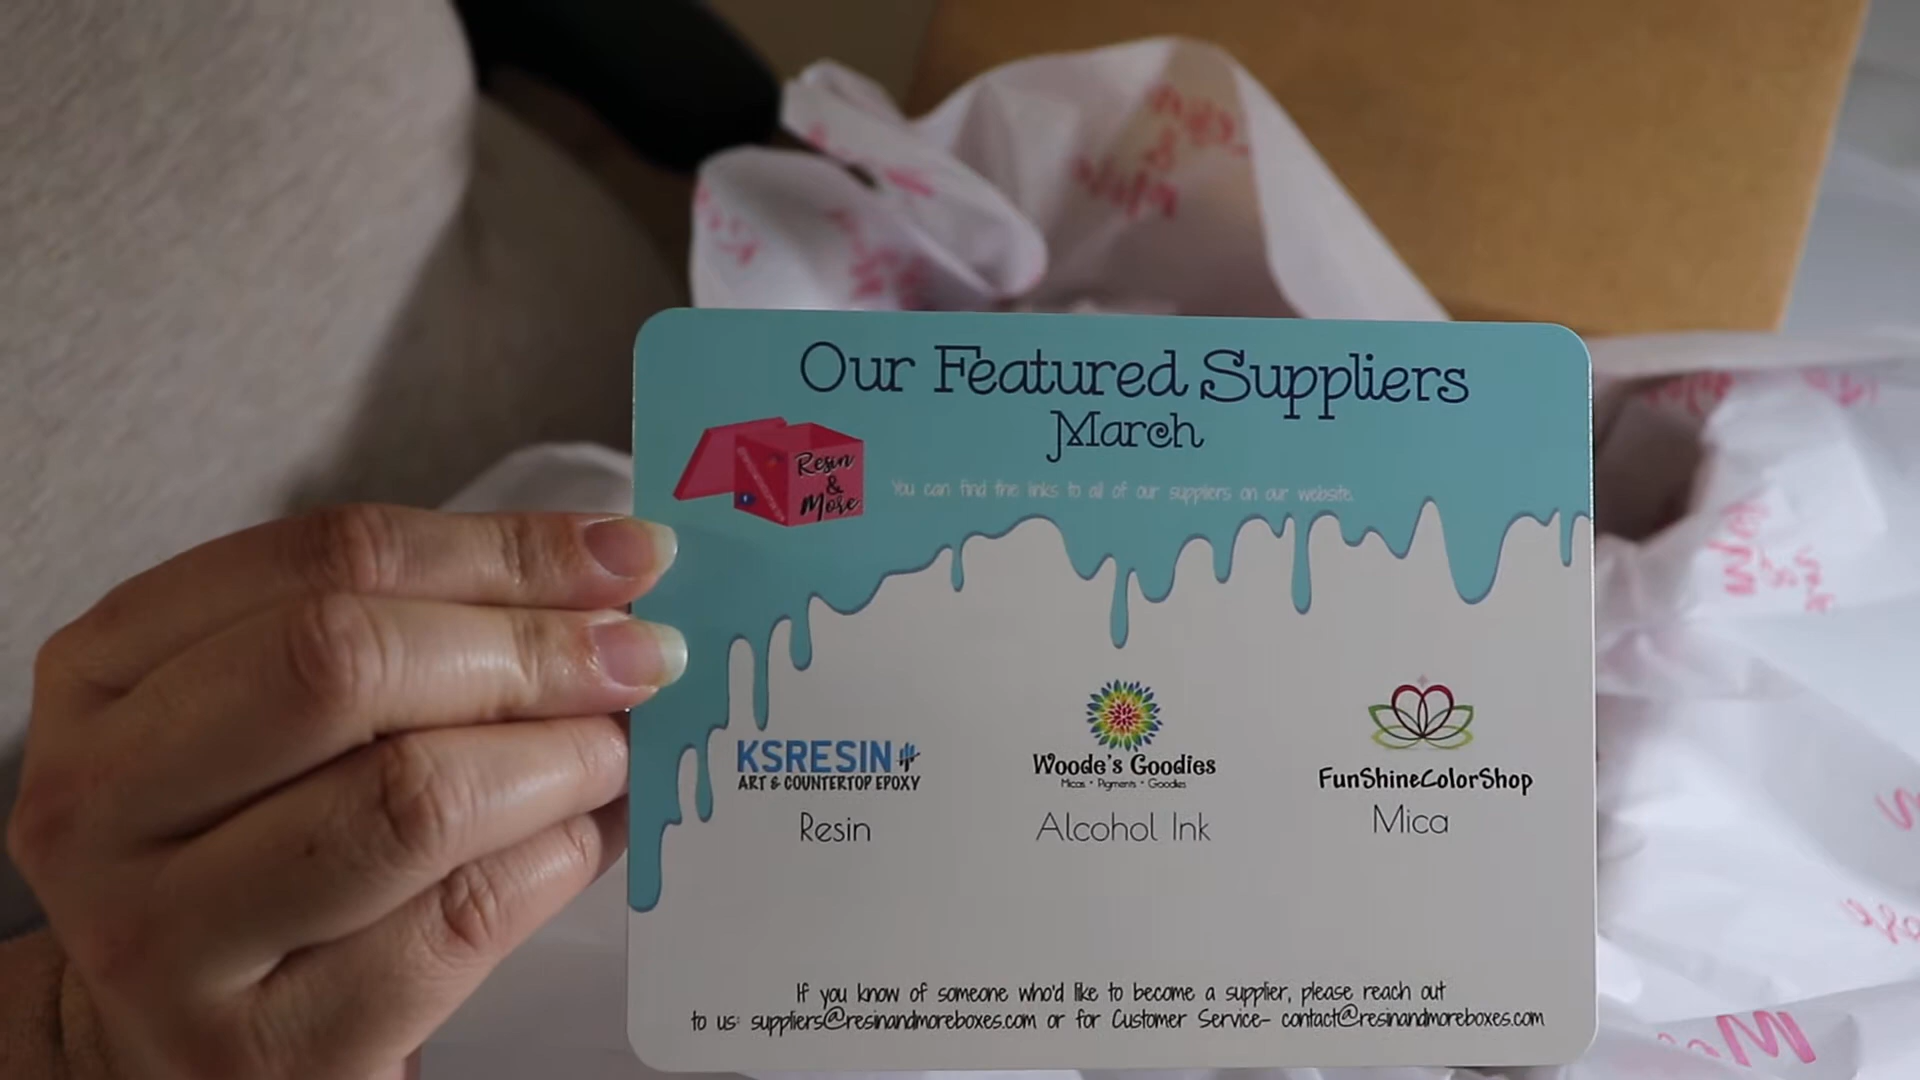 Our Featured Suppliers
March
Resin
&
More
You can find the links to all of our suppliers on our website.
KSRESIN
ART & COUNTERTOP EPOXY
Resin
Woode's Goodies
Micas • Pigments • Goodies
Alcohol Ink
FunShineColorShop
Mica
If you know of someone who'd like to become a supplier, please reach out
to us: suppliers@resinandmoreboxes.com or for Customer Service- contact@resinandmoreboxes.com